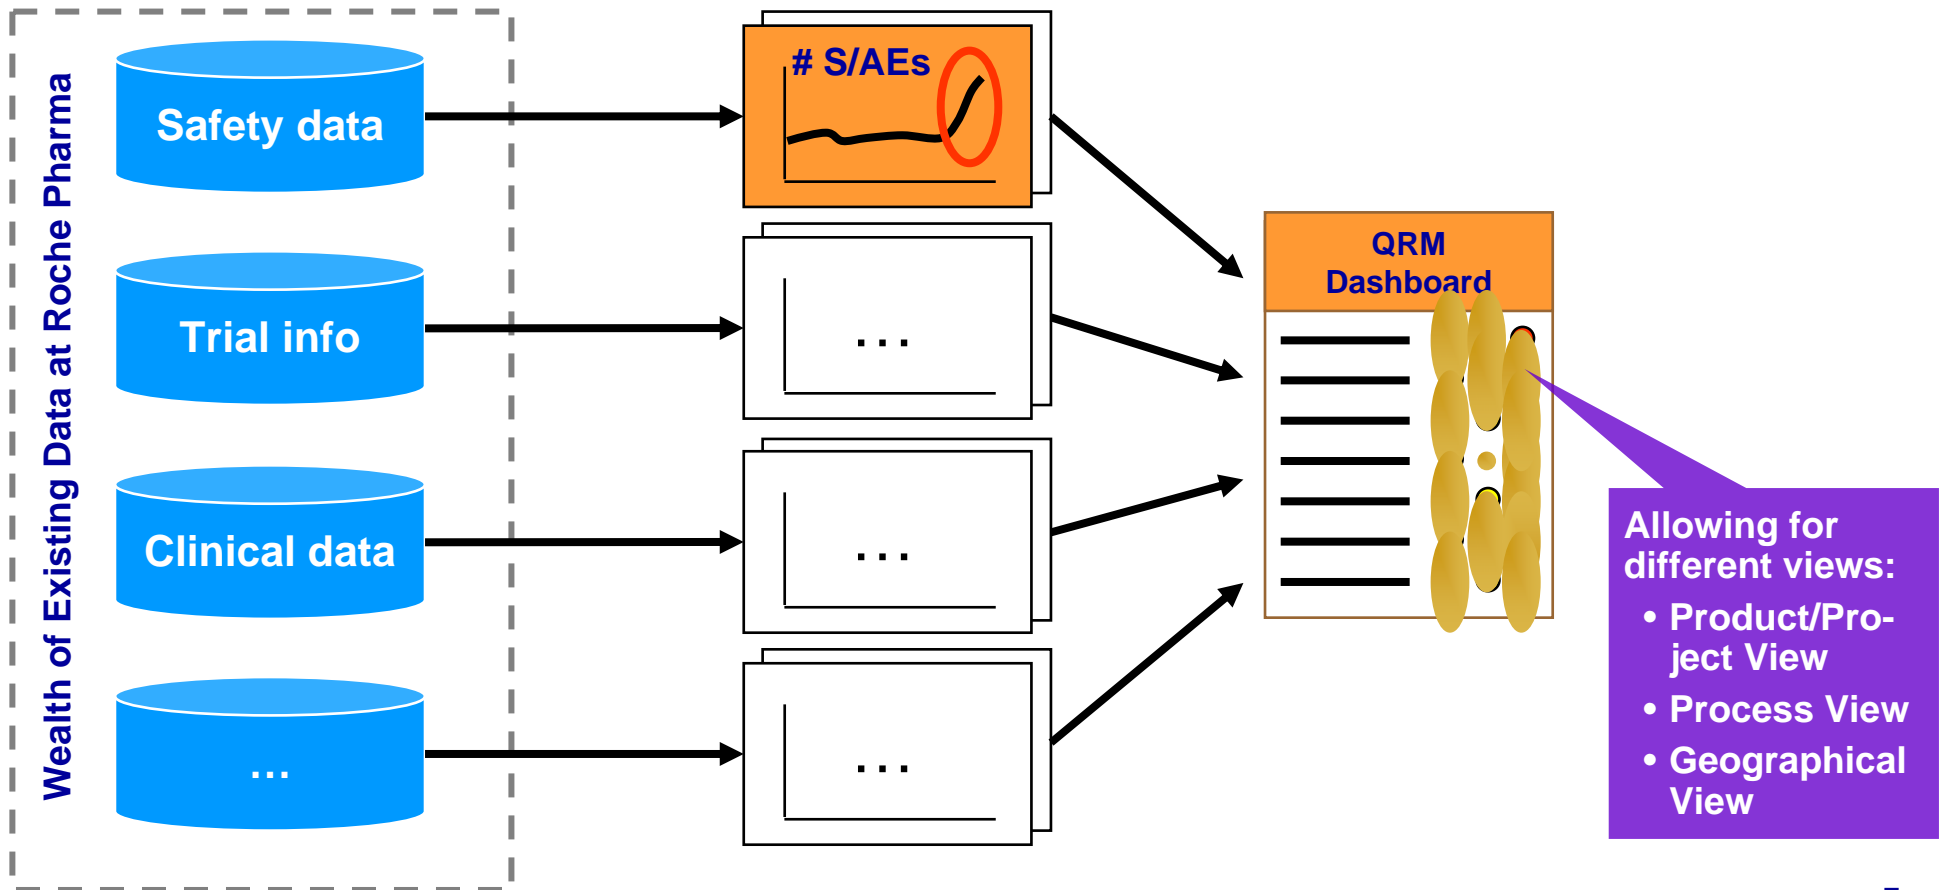 Wealth of Existing Data at Roche Pharma
Safety data
Trial info
Clinical data
...
# S/AEs
...
...
...
QRM
Dashboard
Allowing for
different views:
• Product/Pro-
ject View
• Process View
• Geographical
View